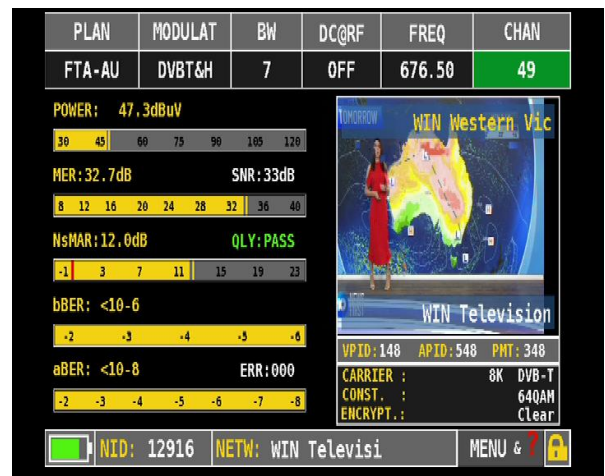 PLAN MODULAT BW DC@RF FREQ CHAN
FTA-AU DVBT&H 7 OFF 676.50 49
POWER: 47.3dBuV
30 45 60 75 90 105 120
MER:32.7dB SNR:33dB
8 12 16 20 24 28 32 36 40
NsMAR:12.0dB QLY:PASS
-1 3 7 11 15 19 23
bBER: <10-6
-2 -3 -4 -5 -6
aBER: <10-8 ERR:000
-2 -3 -4 -5 -6 -7 -8
TOMORROW
WIN Western Vic
L
L
WIN Television
VPID:148 APID:548 PMT:348
CARRIER : 8K DVB-T
CONST. : 64QAM
ENCRYPT.: Clear
NID: 12916 NETW: WIN Televisi MENU & ?